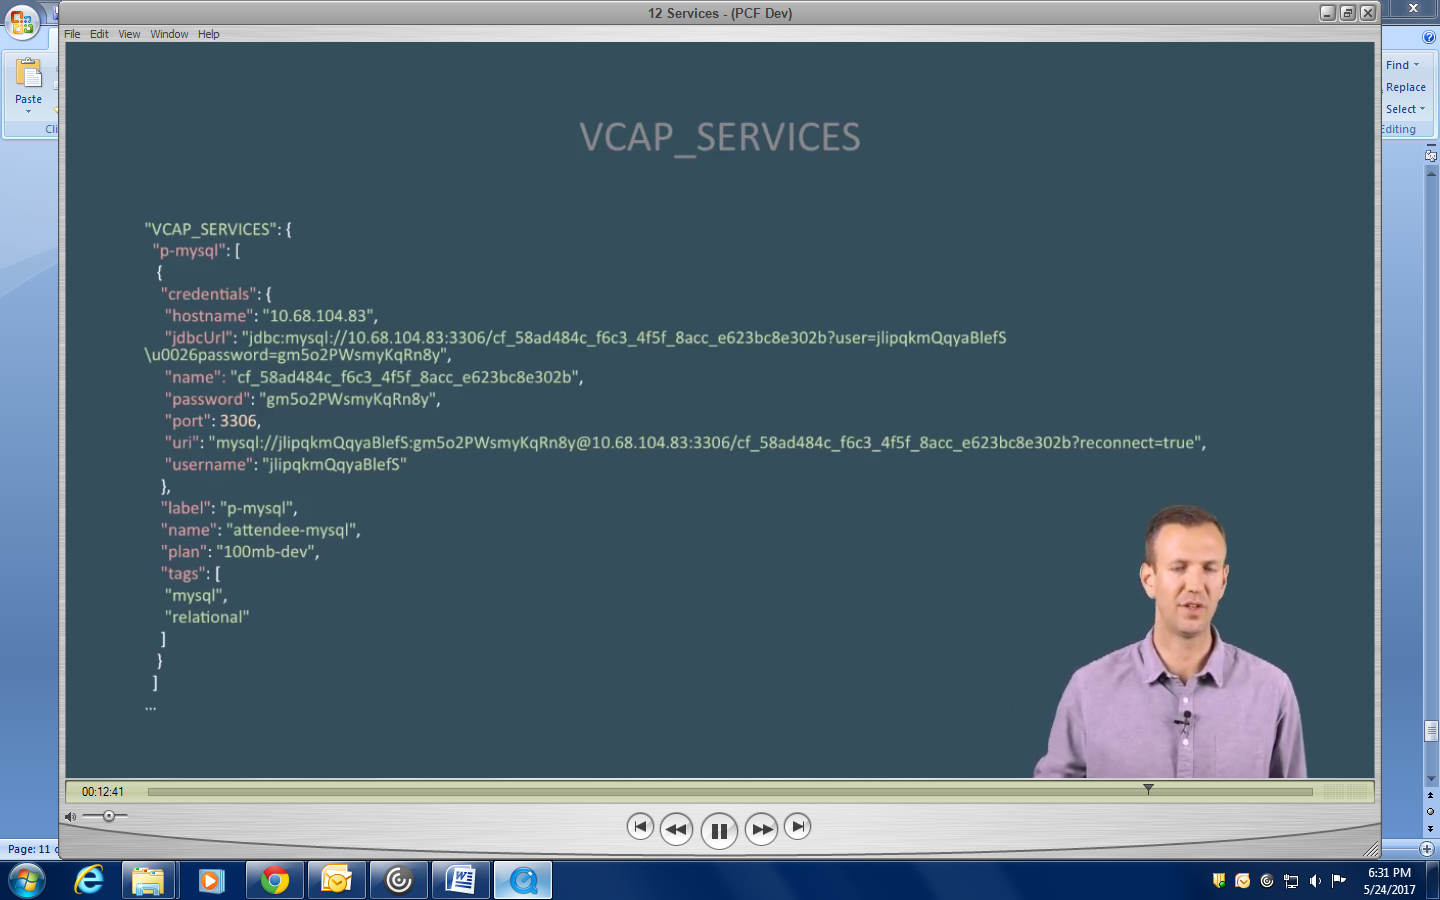 12 Services - (PCF Dev)
File Edit View Window Help
Paste
Find
Replace
Select
Editing
VCAP_SERVICES
"VCAP_SERVICES": {
"p-mysql": [
{
"credentials": {
"hostname": "10.68.104.83",
"jdbcUrl": "jdbc:mysql://10.68.104.83:3306/cf_58ad484c_f6c3_4f5f_8acc_e623bc8e302b?user=jlipqkmQqyaBlefS
\u0026password=gm5o2PWsmyKqRn8y",
"name": "cf_58ad484c_f6c3_4f5f_8acc_e623bc8e302b",
"password": "gm5o2PWsmyKqRn8y",
"port": 3306,
"uri": "mysql://jlipqkmQqyaBlefS:gm5o2PWsmyKqRn8y@10.68.104.83:3306/cf_58ad484c_f6c3_4f5f_8acc_e623bc8e302b?reconnect=true",
"username": "jlipqkmQqyaBlefS"
},
"label": "p-mysql",
"name": "attendee-mysql",
"plan": "100mb-dev",
"tags": [
"mysql",
"relational"
]
}
]
...
00:12:41
Page: 11
6:31 PM
5/24/2017